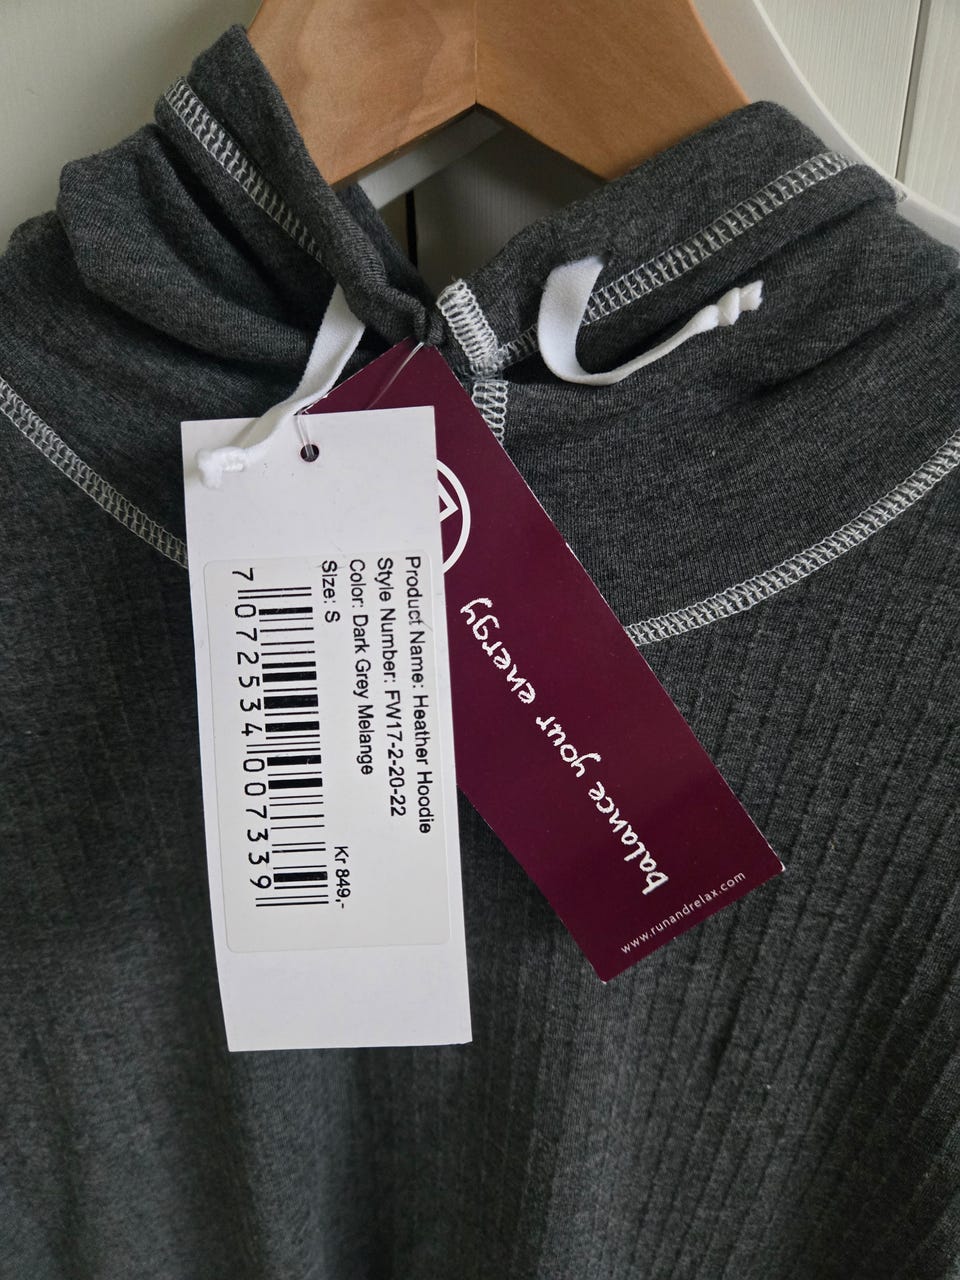 Product Name: Heather Hoodie
Style Number: FW17-2-20-22
Color: Dark Grey Melange
Size: S
Kr 849,-
7 072534 007339
balance your energy
www.runandrelax.com